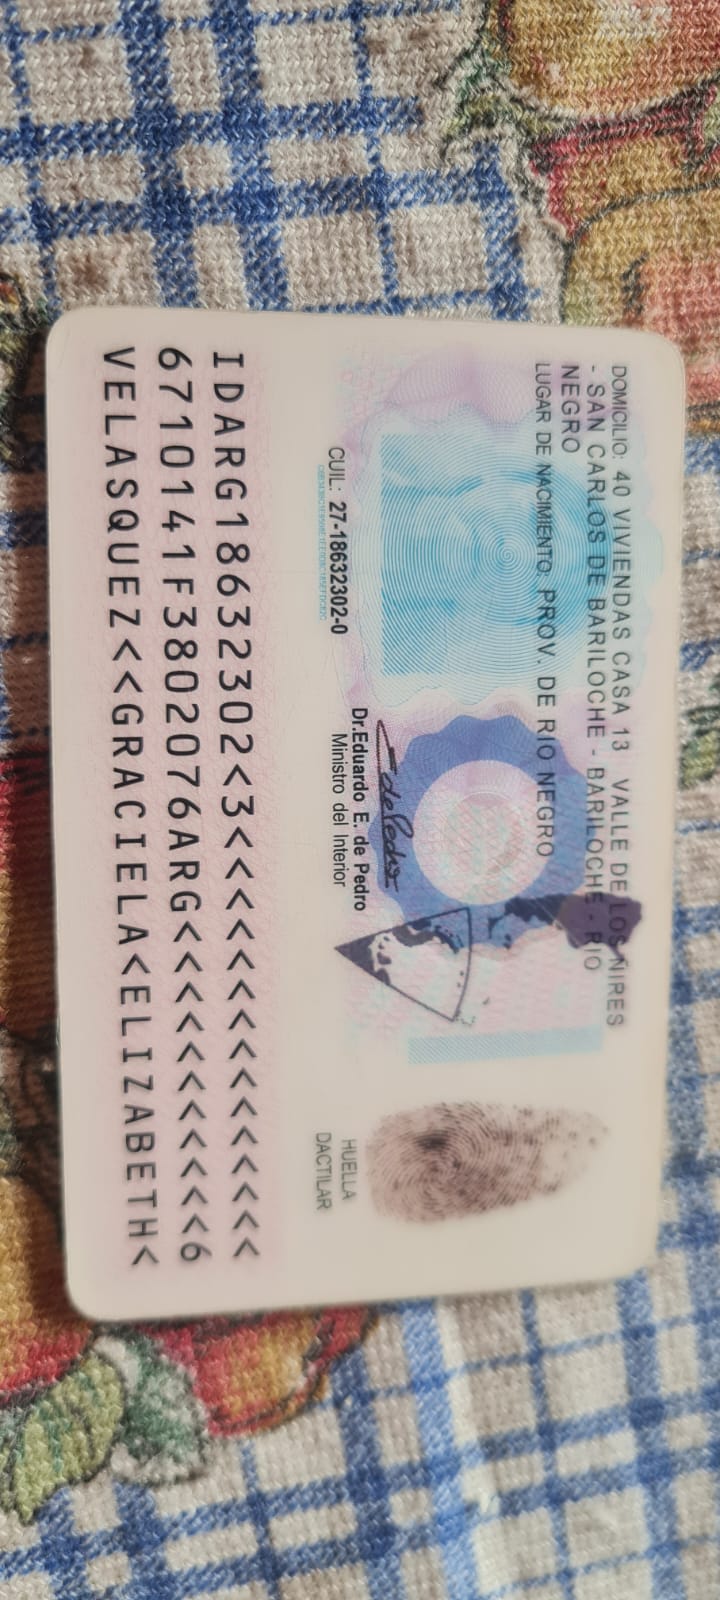 DOMICILIO: 40 VIVIENDAS CASA 13 VALLE DE LOS ÑIRES
- SAN CARLOS DE BARILOCHE - BARILOCHE - RIO
NEGRO
LUGAR DE NACIMIENTO: PROV. DE RIO NEGRO
CUIL: 27-18632302-0
Dr.Eduardo E. de Pedro
Ministro del Interior
HUELLA
DACTILAR
IDARG18632302<3<<<<<<<<<<<<<<<
6710141F3802076ARG<<<<<<<<<<<6
VELASQUEZ<<GRACIELA<ELIZABETH<